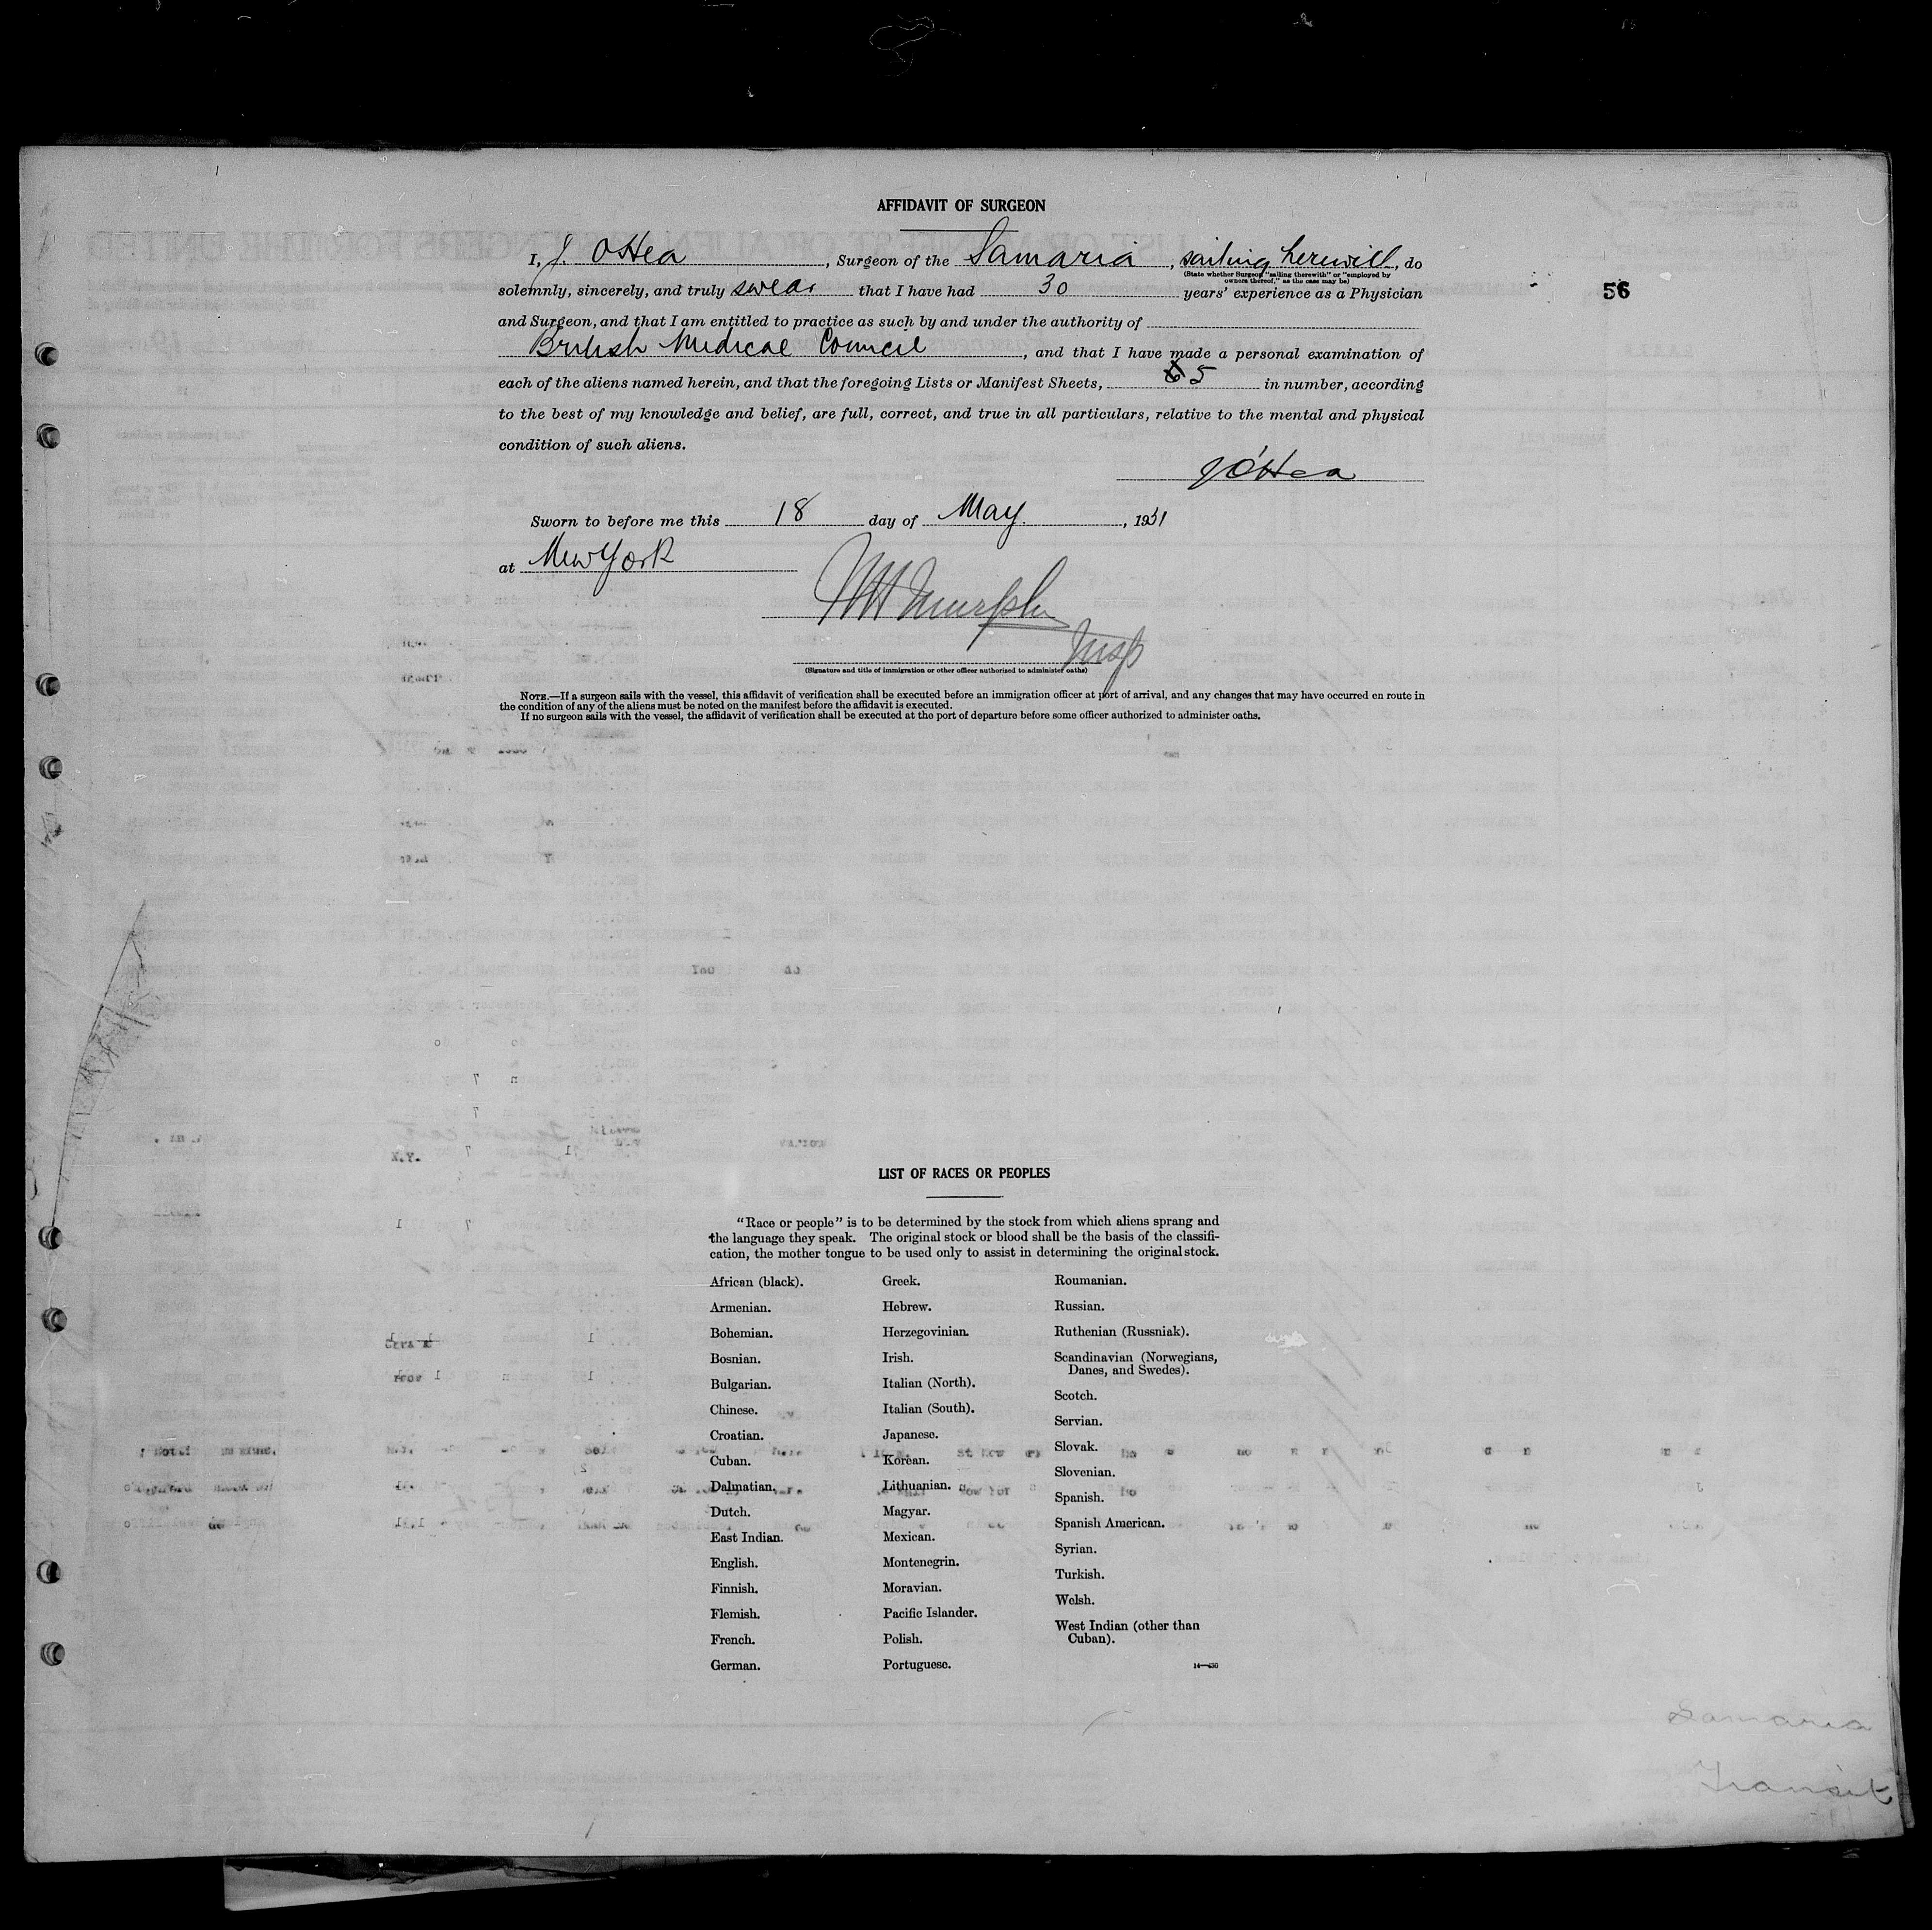 AFFIDAVIT OF SURGEON
I, J. O'Hea, Surgeon of the Samaria, sailing herewith, do
(State whether Surgeon "sailing therewith" or "employed by
owners thereof," as the case may be)
solemnly, sincerely, and truly swear that I have had 30 years' experience as a Physician
56
and Surgeon, and that I am entitled to practice as such by and under the authority of
British Medical Council, and that I have made a personal examination of
each of the aliens named herein, and that the foregoing Lists or Manifest Sheets, 5 in number, according
to the best of my knowledge and belief, are full, correct, and true in all particulars, relative to the mental and physical
condition of such aliens.
J O'Hea
Sworn to before me this 18 day of May, 1931
at New York
Murphy
Insp
(Signature and title of immigration or other officer authorized to administer oaths)
NOTE.—If a surgeon sails with the vessel, this affidavit of verification shall be executed before an immigration officer at port of arrival, and any changes that may have occurred en route in
the condition of any of the aliens must be noted on the manifest before the affidavit is executed.
If no surgeon sails with the vessel, the affidavit of verification shall be executed at the port of departure before some officer authorized to administer oaths.
LIST OF RACES OR PEOPLES
"Race or people" is to be determined by the stock from which aliens sprang and
the language they speak. The original stock or blood shall be the basis of the classifi-
cation, the mother tongue to be used only to assist in determining the original stock.
African (black).
Armenian.
Bohemian.
Bosnian.
Bulgarian.
Chinese.
Croatian.
Cuban.
Dalmatian.
Dutch.
East Indian.
English.
Finnish.
Flemish.
French.
German.
Greek.
Hebrew.
Herzegovinian.
Irish.
Italian (North).
Italian (South).
Japanese.
Korean.
Lithuanian.
Magyar.
Mexican.
Montenegrin.
Moravian.
Pacific Islander.
Polish.
Portuguese.
Roumanian.
Russian.
Ruthenian (Russniak).
Scandinavian (Norwegians,
Danes, and Swedes).
Scotch.
Servian.
Slovak.
Slovenian.
Spanish.
Spanish American.
Syrian.
Turkish.
Welsh.
West Indian (other than
Cuban).
14—430
Samaria
Transit